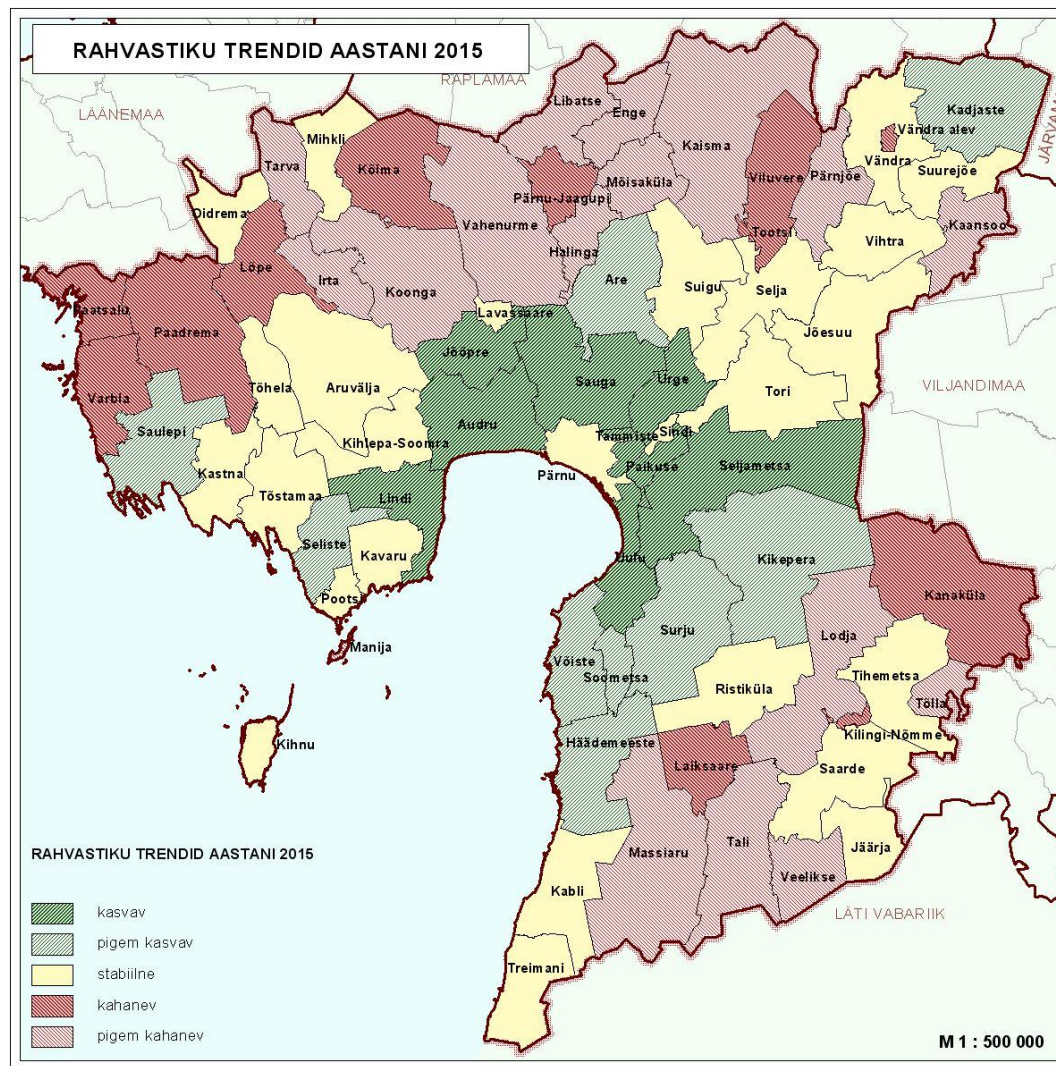 RAHVASTIKU TRENDID AASTANI 2015
RAPLAMAA
LÄÄNEMAA
Libatse
Enge
Kadjaste
Mihkli
Vändra alev
Tarva
Kõima
Kaisma
Vändra
Mõisaküla
Viluvere
Pärnjõe
Suurejõe
Pärnu-Jaagupi
Oidrema
Vahenurme
Tootsi
Kaansoo
Vihtra
Halinga
Lõpe
Irta
Koonga
Are
Suigu
Selja
Paatsalu
Lavassaare
Paadrema
Jõesuu
Jööpre
Sauga
Urge
Tõhela
Aruvälja
Tori
VILJANDIMAA
Varbla
Saulepi
Audru
Tammiste
Sindi
Kihlepa-Soomra
Kastna
Pärnu
Paikuse
Seljametsa
Tõstamaa
Lindi
Seliste
Kavaru
Uulu
Kikepera
Pootsi
Kanaküla
Surju
Lodja
Manija
Võiste
Soometsa
Tihemetsa
Ristiküla
Tõlla
Kihnu
Häädemeeste
Kilingi-Nõmme
Laiksaare
Saarde
Massiaru
Tali
Jäärja
Veelikse
Kabli
LÄTI VABARIIK
Treimani
RAHVASTIKU TRENDID AASTANI 2015
kasvav
pigem kasvav
stabiilne
kahanev
pigem kahanev
M 1 : 500 000